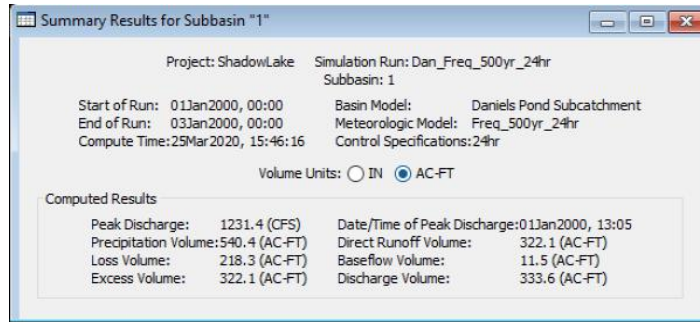 Summary Results for Subbasin "1"
Project: ShadowLake Simulation Run: Dan_Freq_500yr_24hr
Subbasin: 1
Start of Run: 01Jan2000, 00:00 Basin Model: Daniels Pond Subcatchment
End of Run: 03Jan2000, 00:00 Meteorologic Model: Freq_500yr_24hr
Compute Time:25Mar2020, 15:46:16 Control Specifications:24hr
Volume Units: IN AC-FT
Computed Results
Peak Discharge: 1231.4 (CFS) Date/Time of Peak Discharge:01Jan2000, 13:05
Precipitation Volume:540.4 (AC-FT) Direct Runoff Volume: 322.1 (AC-FT)
Loss Volume: 218.3 (AC-FT) Baseflow Volume: 11.5 (AC-FT)
Excess Volume: 322.1 (AC-FT) Discharge Volume: 333.6 (AC-FT)